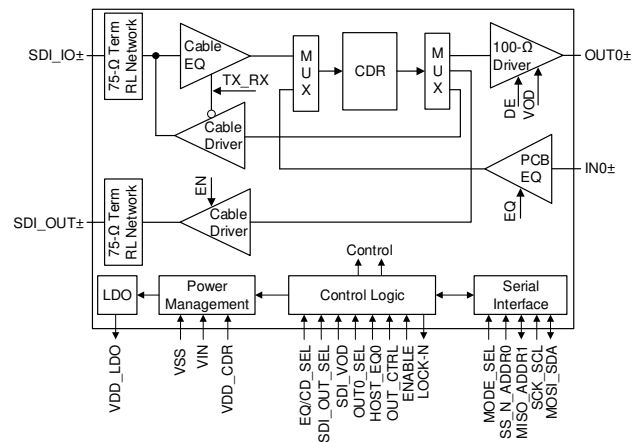 SDI_IO±
75-Ω Term
RL Network
Cable
EQ
TX_RX
Cable
Driver
MUX
CDR
MUX
100-Ω
Driver
OUT0±
DE
VOD
PCB
EQ
IN0±
EQ
SDI_OUT±
75-Ω Term
RL Network
EN
Cable
Driver
Control
LDO
Power
Management
Control Logic
Serial
Interface
VDD_LDO
VSS
VIN
VDD_CDR
EQ/CD_SEL
SDI_OUT_SEL
SDI_VOD
OUT0_SEL
HOST_EQ0
OUT_CTRL
ENABLE
LOCK-N
MODE_SEL
SS_N_ADDR0
MISO_ADDR1
SCK_SCL
MOSI_SDA